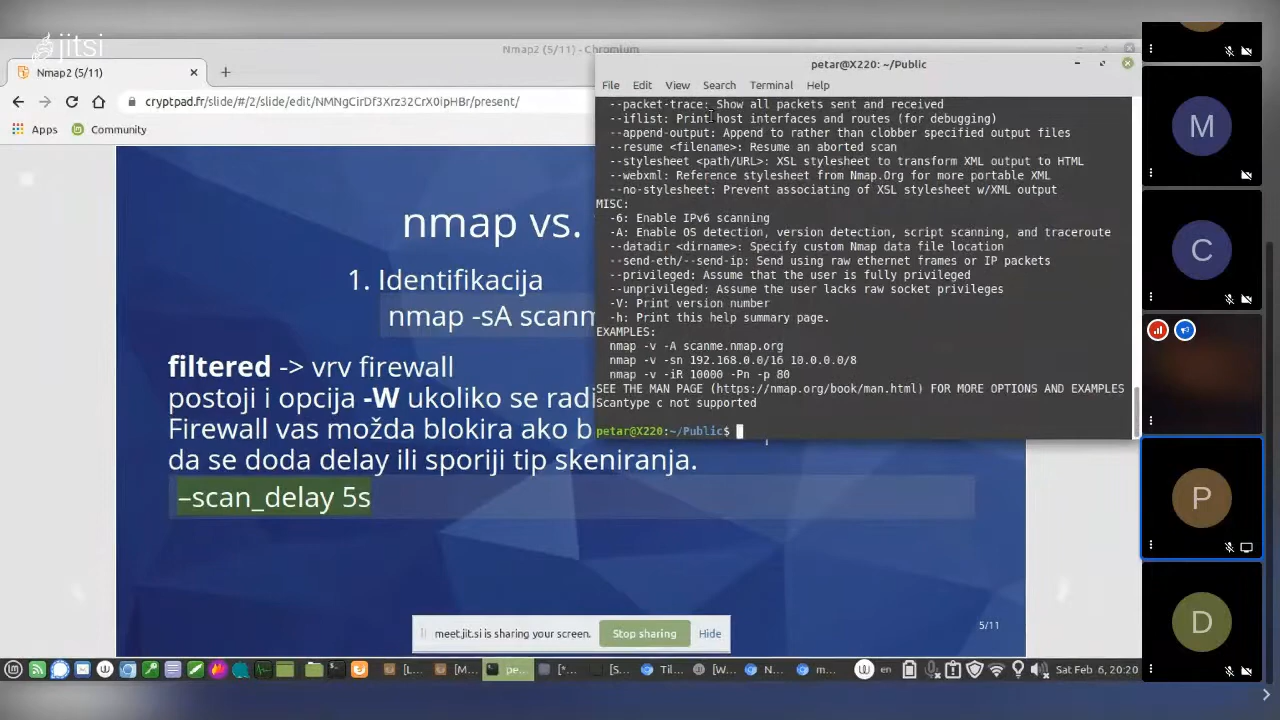 jitsi
Nmap2 (5/11) - Chromium
Nmap2 (5/11)
cryptpad.fr/slide/#/2/slide/edit/NMNgCirDf3Xrz32CrX0ipHBr/present/
Apps
Community
nmap vs.
1. Identifikacija
nmap -sA scanm
filtered -> vrv firewall
postoji i opcija -W ukoliko se radi
Firewall vas možda blokira ako b
da se doda delay ili sporiji tip skeniranja.
–scan_delay 5s
5/11
petar@X220: ~/Public
File Edit View Search Terminal Help
--packet-trace: Show all packets sent and received
--iflist: Print host interfaces and routes (for debugging)
--append-output: Append to rather than clobber specified output files
--resume <filename>: Resume an aborted scan
--stylesheet <path/URL>: XSL stylesheet to transform XML output to HTML
--webxml: Reference stylesheet from Nmap.Org for more portable XML
--no-stylesheet: Prevent associating of XSL stylesheet w/XML output
MISC:
-6: Enable IPv6 scanning
-A: Enable OS detection, version detection, script scanning, and traceroute
--datadir <dirname>: Specify custom Nmap data file location
--send-eth/--send-ip: Send using raw ethernet frames or IP packets
--privileged: Assume that the user is fully privileged
--unprivileged: Assume the user lacks raw socket privileges
-V: Print version number
-h: Print this help summary page.
EXAMPLES:
nmap -v -A scanme.nmap.org
nmap -v -sn 192.168.0.0/16 10.0.0.0/8
nmap -v -iR 10000 -Pn -p 80
SEE THE MAN PAGE (https://nmap.org/book/man.html) FOR MORE OPTIONS AND EXAMPLES
Scantype c not supported
petar@X220:~/Public$
meet.jit.si is sharing your screen.
Stop sharing
Hide
M
C
P
D
[L...
[M...
pe...
[*...
[S...
Til...
[W...
N...
m...
en
Sat Feb 6, 20:20